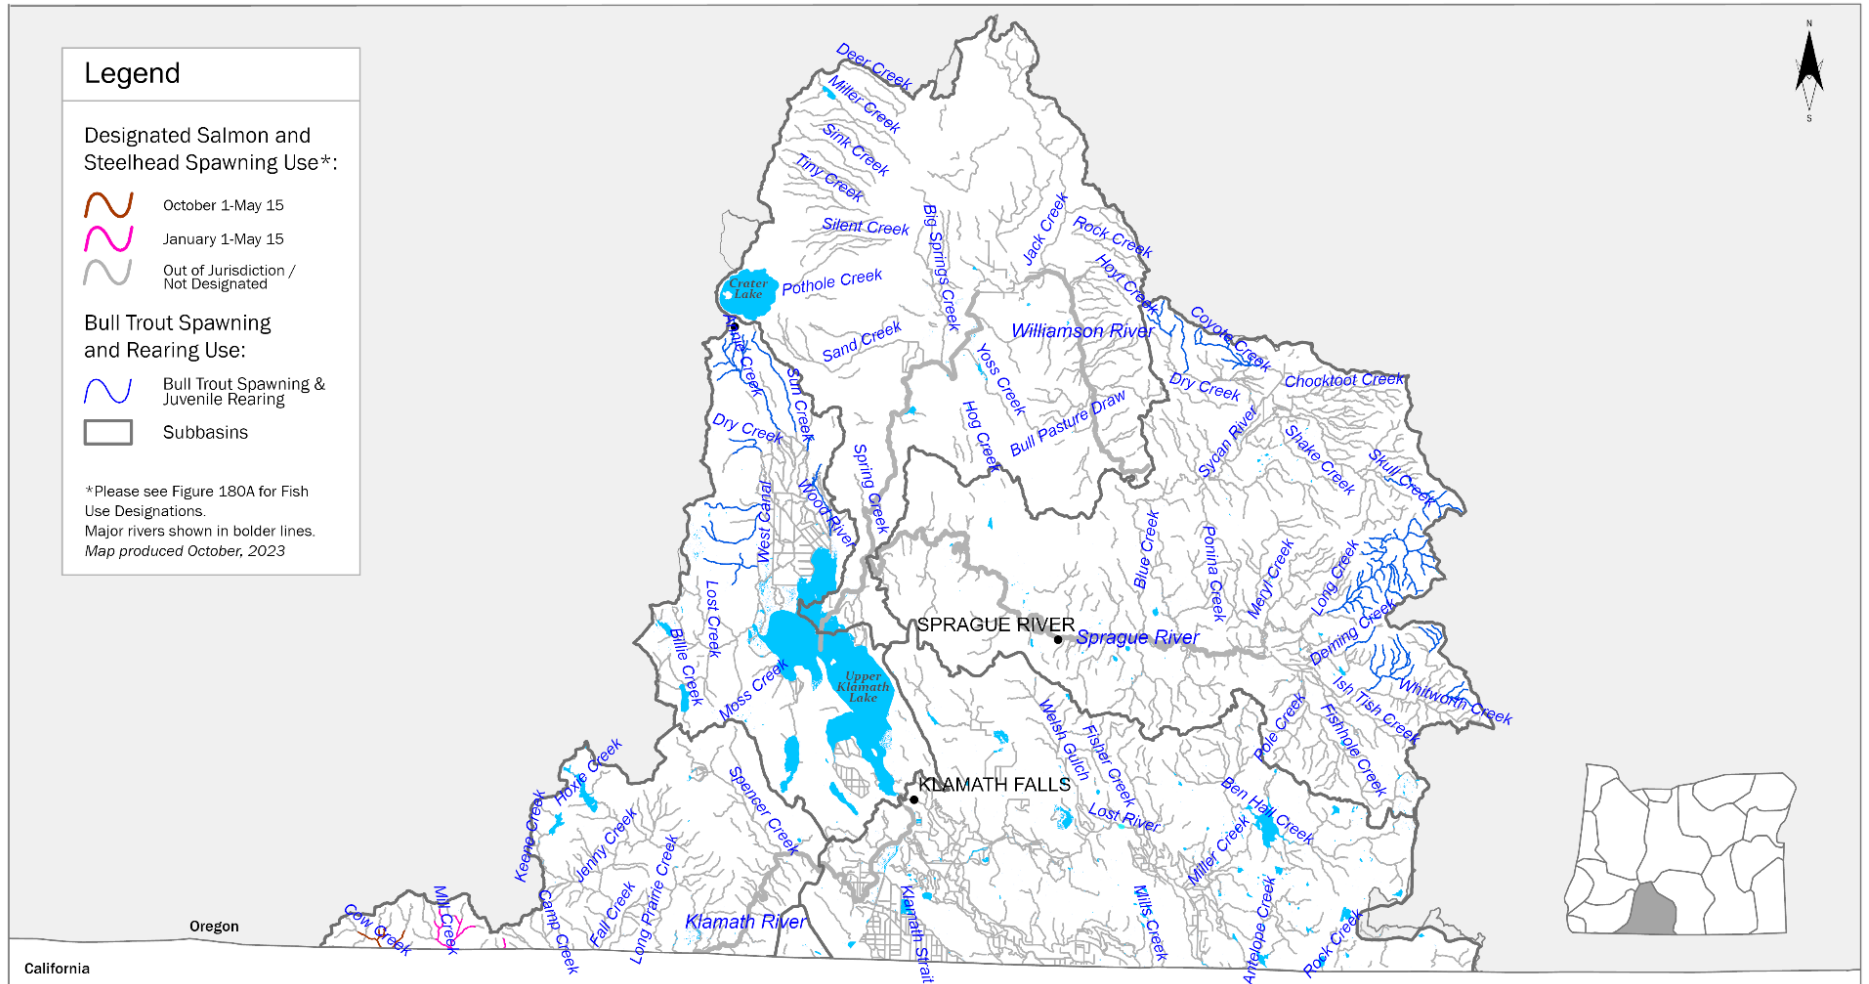 Legend
Designated Salmon and
Steelhead Spawning Use*:
October 1-May 15
January 1-May 15
Out of Jurisdiction /
Not Designated
Bull Trout Spawning
and Rearing Use:
Bull Trout Spawning &
Juvenile Rearing
Subbasins
*Please see Figure 180A for Fish
Use Designations.
Major rivers shown in bolder lines.
Map produced October, 2023
N
S
Deer Creek
Miller Creek
Sink Creek
Tiny Creek
Silent Creek
Big Springs Creek
Jack Creek
Rock Creek
Hoyt Creek
Crater
Lake
Pothole Creek
Sand Creek
Williamson River
Coyote Creek
Annie Creek
Sun Creek
Yoss Creek
Dry Creek
Chocktoot Creek
Hog Creek
Bull Pasture Draw
Sycan River
Shake Creek
Skull Creek
Dry Creek
Spring Creek
West Canal
Wood River
Blue Creek
Ponina Creek
Meryl Creek
Long Creek
Lost Creek
Billie Creek
Moss Creek
SPRAGUE RIVER
Sprague River
Deming Creek
Upper
Klamath
Lake
Ish Tish Creek
Whitworth Creek
Fishhole Creek
Pole Creek
Welsh Gulch
Fisher Creek
Hoxie Creek
Spencer Creek
KLAMATH FALLS
Lost River
Ben Hall Creek
Miller Creek
Keene Creek
Jenny Creek
Long Prairie Creek
Fall Creek
Camp Creek
Mill Creek
Cow Creek
Klamath River
Klamath Strait
Mills Creek
Antelope Creek
Rock Creek
Oregon
California